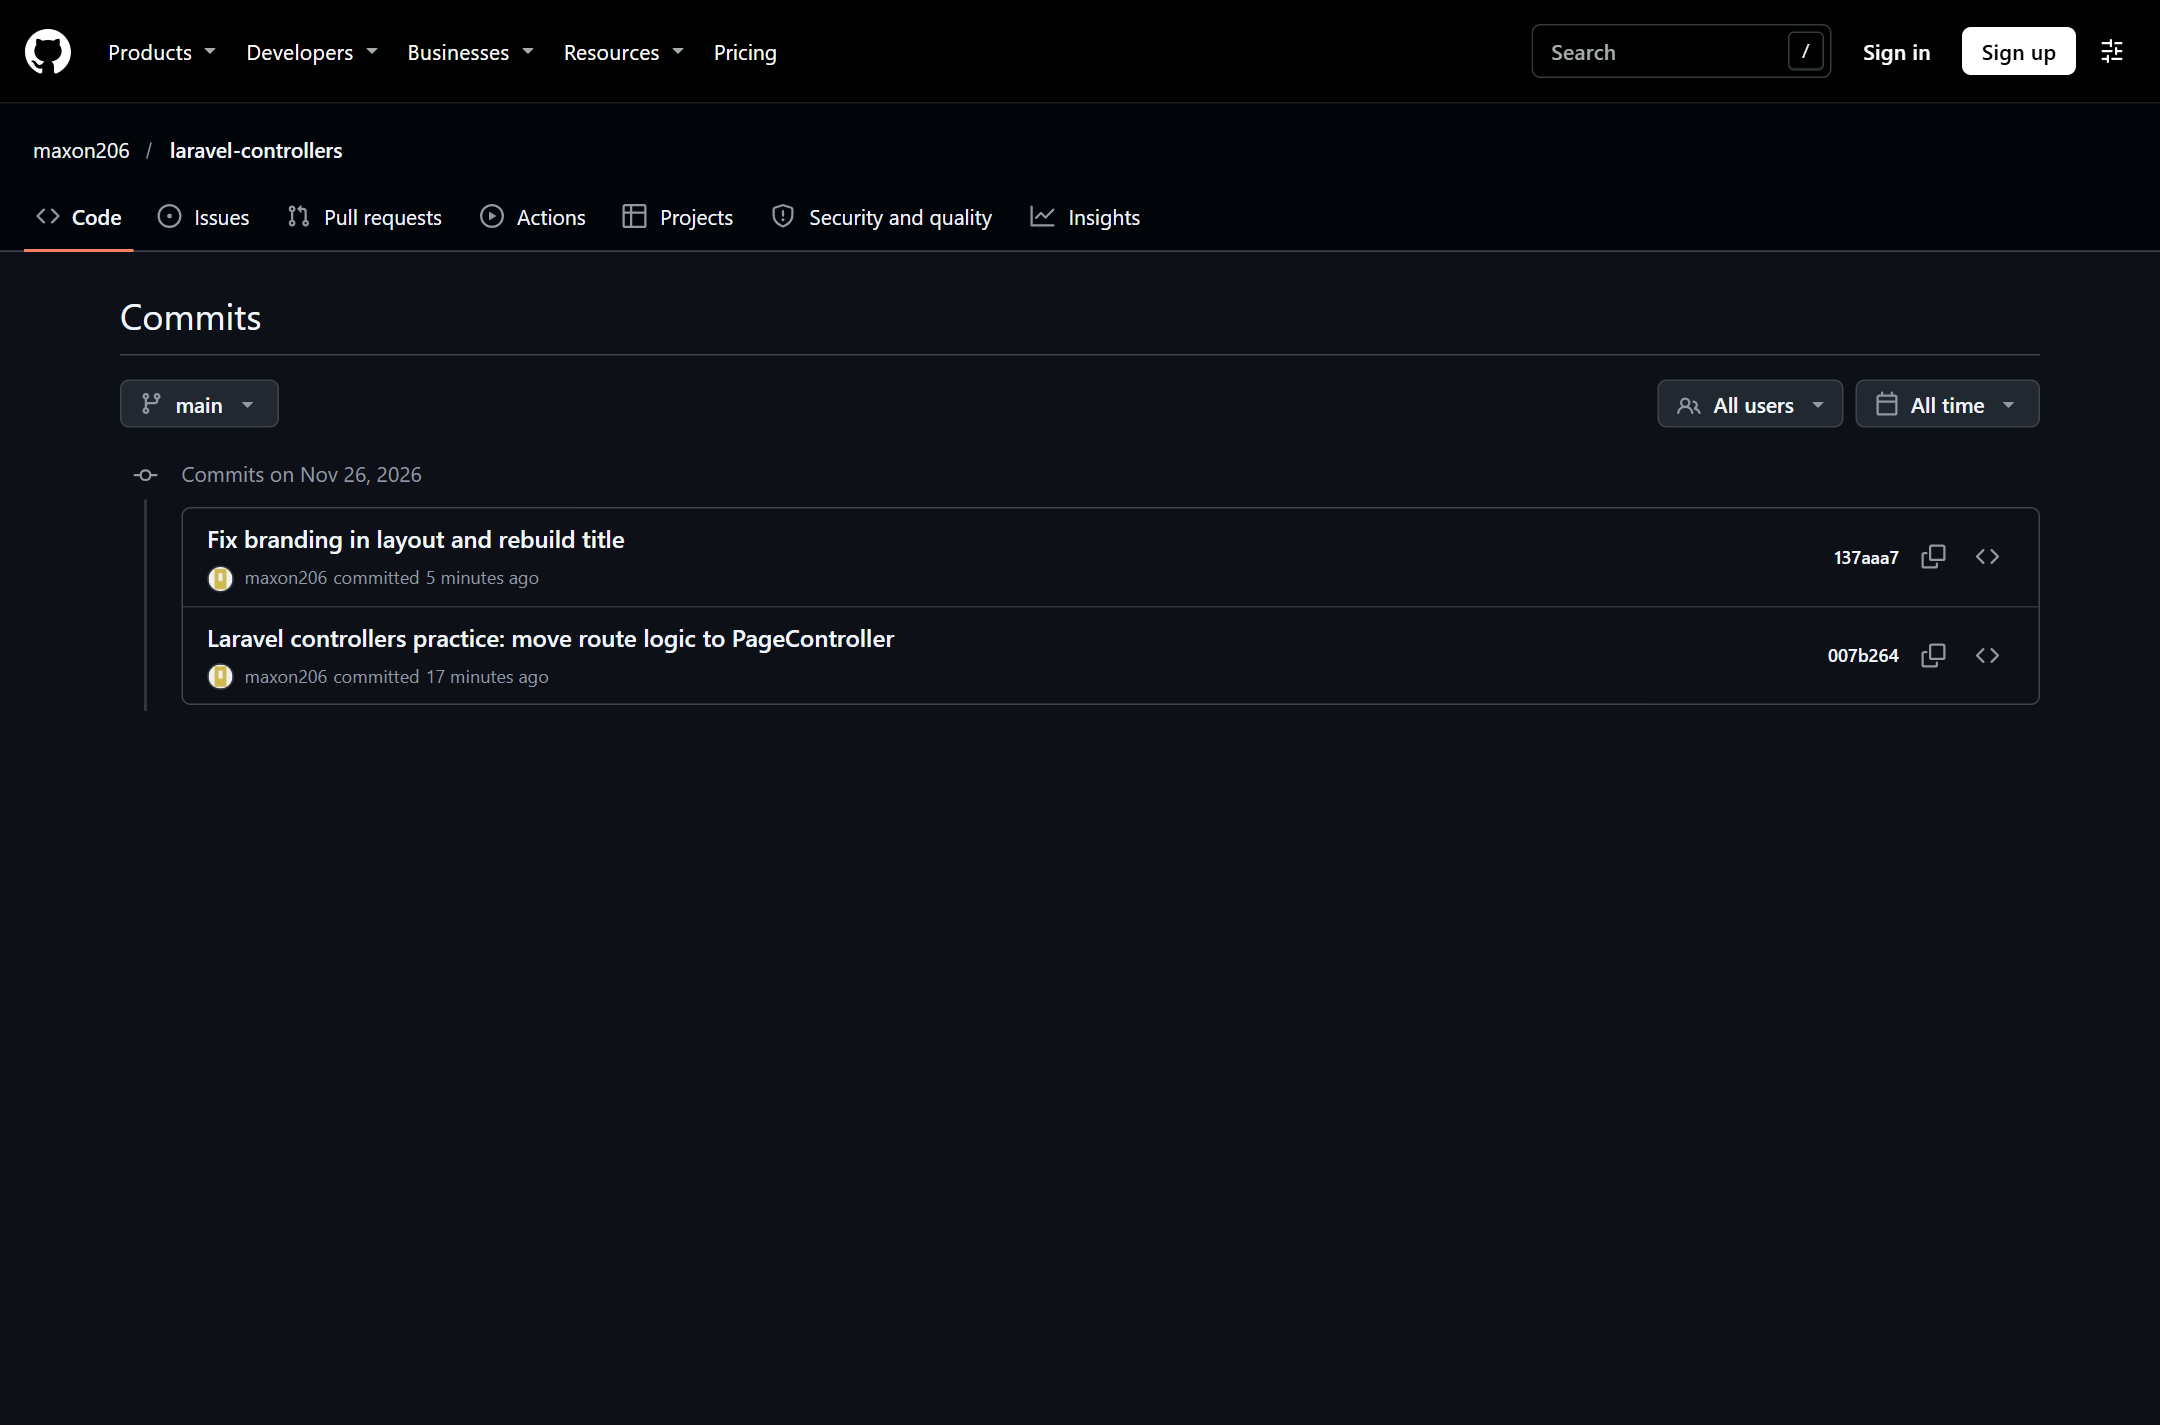 Products Developers Businesses Resources Pricing Search / Sign in Sign up
maxon206 / laravel-controllers
Code Issues Pull requests Actions Projects Security and quality Insights
Commits
main All users All time
Commits on Nov 26, 2026
Fix branding in layout and rebuild title
maxon206 committed 5 minutes ago
137aaa7
Laravel controllers practice: move route logic to PageController
maxon206 committed 17 minutes ago
007b264